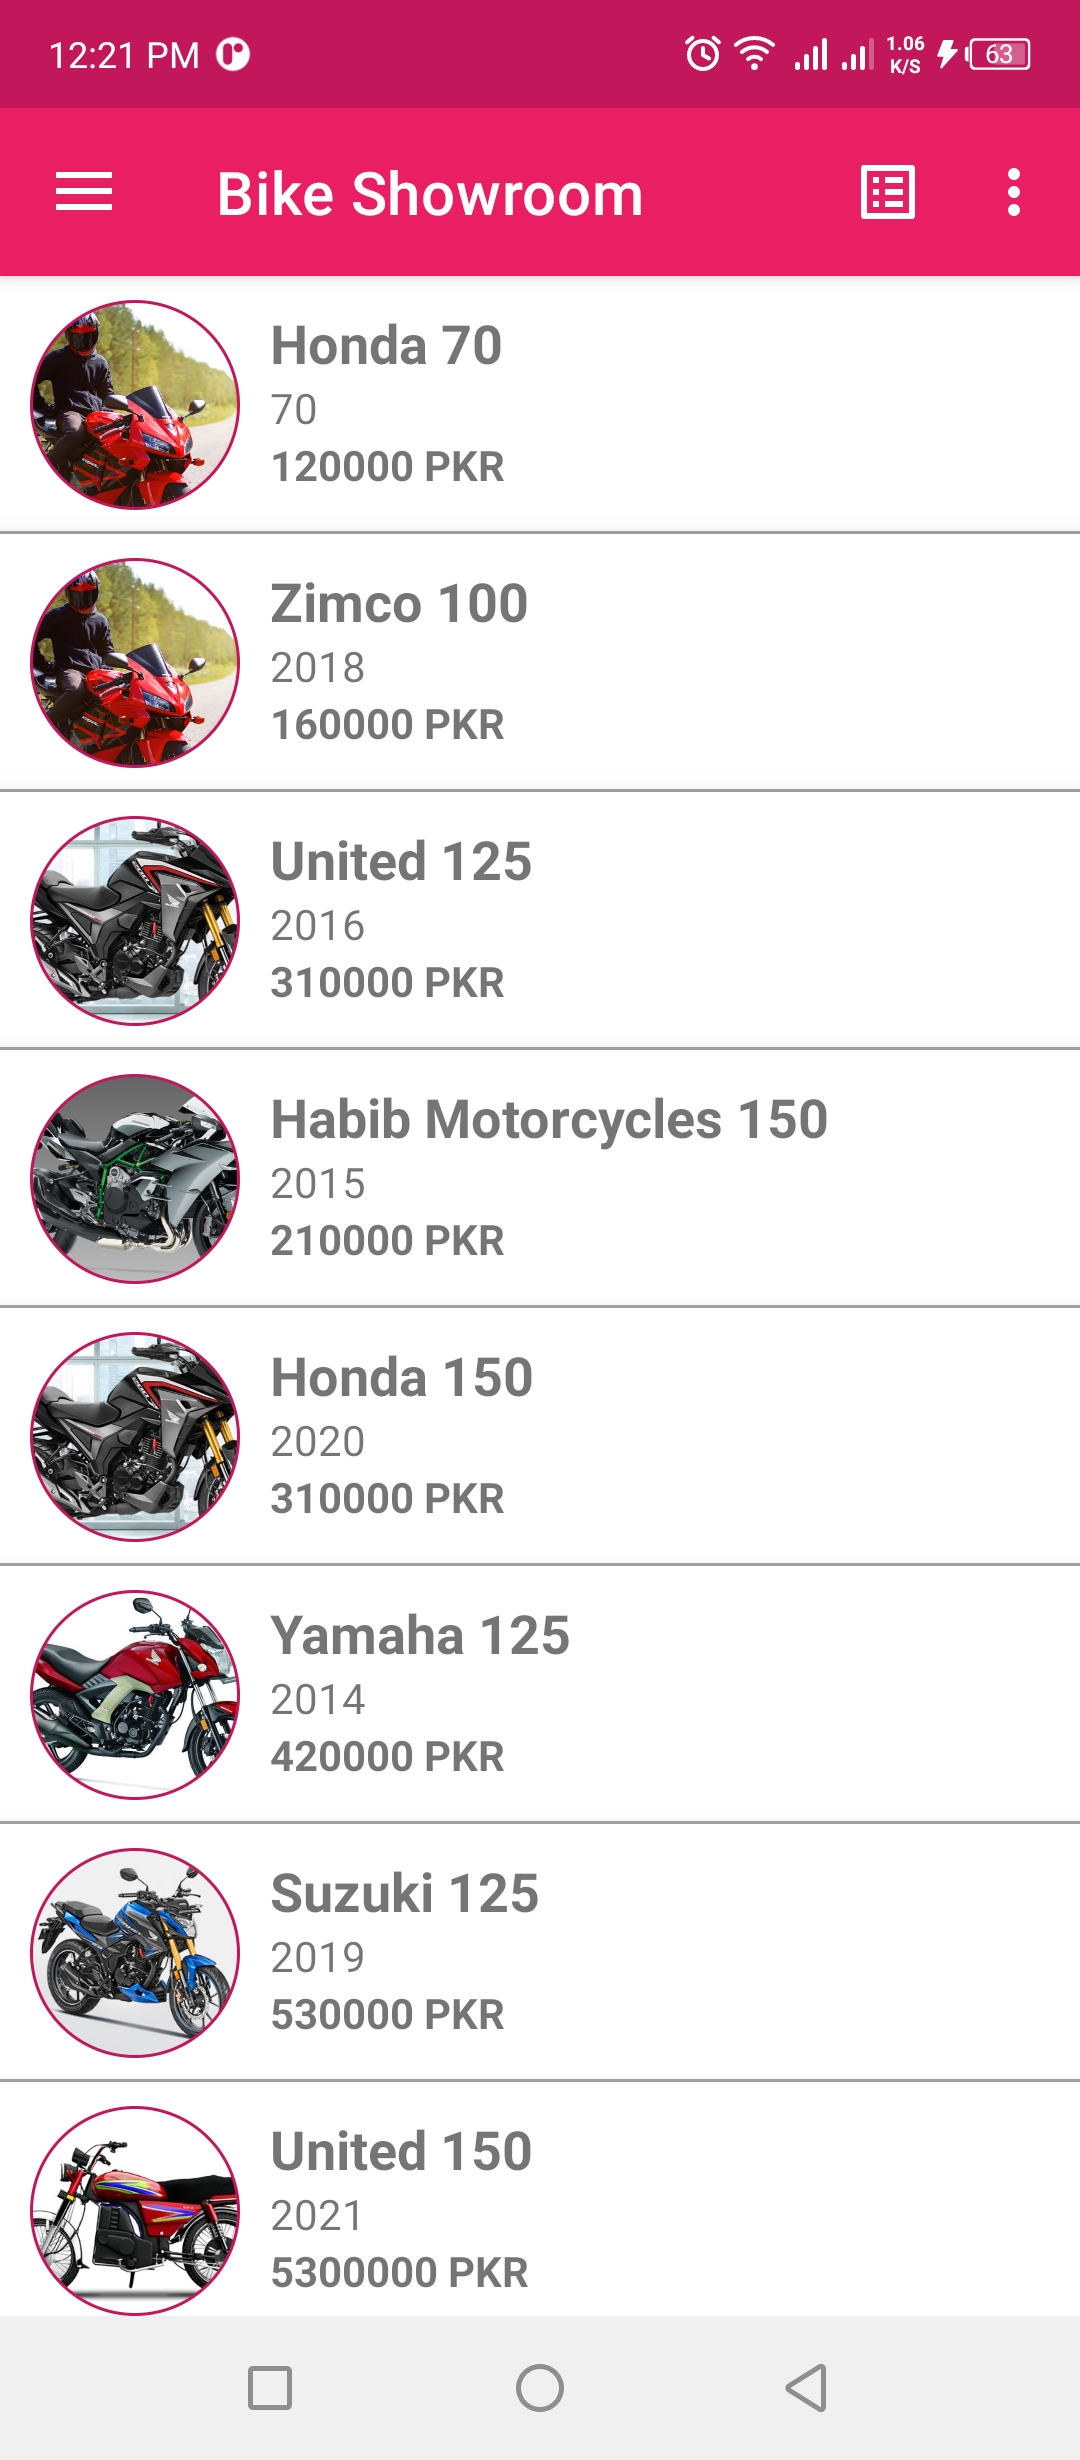 12:21 PM
1.06
K/S
63
Bike Showroom
Honda 70
70
120000 PKR
Zimco 100
2018
160000 PKR
United 125
2016
310000 PKR
Habib Motorcycles 150
2015
210000 PKR
Honda 150
2020
310000 PKR
Yamaha 125
2014
420000 PKR
Suzuki 125
2019
530000 PKR
United 150
2021
5300000 PKR